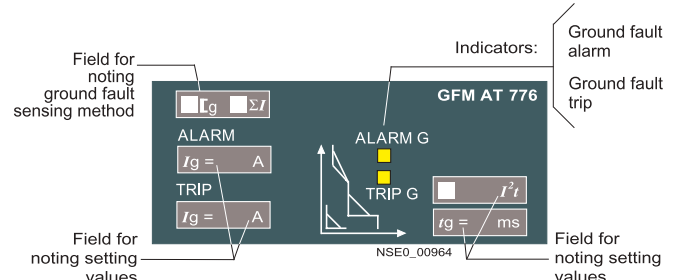 Indicators:
Ground fault
alarm
Ground fault
trip
Field for
noting
ground fault
sensing method
GFM AT 776
[g ΣI
ALARM
Ig = A
TRIP
Ig = A
ALARM G
TRIP G
I²t
tg = ms
NSE0_00964
Field for
noting setting
values
Field for
noting setting
values